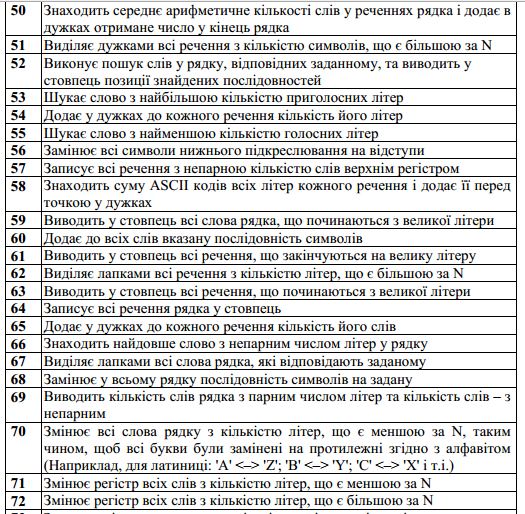 50 Знаходить середнє арифметичне кількості слів у реченнях рядка і додає в
дужках отримане число у кінець рядка
51 Виділяє дужками всі речення з кількістю символів, що є більшою за N
52 Виконує пошук слів у рядку, відповідних заданному, та виводить у
стовпець позиції знайдених послідовностей
53 Шукає слово з найбільшою кількістю приголосних літер
54 Додає у дужках до кожного речення кількість його літер
55 Шукає слово з найменшою кількістю голосних літер
56 Замінює всі символи нижнього підкреслювання на відступи
57 Записує всі речення з непарною кількістю слів верхнім регістром
58 Знаходить суму ASCII кодів всіх літер кожного речення і додає її перед
точкою у дужках
59 Виводить у стовпець всі слова рядка, що починаються з великої літери
60 Додає до всіх слів вказану послідовність символів
61 Виводить у стовпець всі речення, що закінчуються на велику літеру
62 Виділяє лапками всі речення з кількістю літер, що є більшою за N
63 Виводить у стовпець всі речення, що починаються з великої літери
64 Записує всі речення рядка у стовпець
65 Додає у дужках до кожного речення кількість його слів
66 Знаходить найдовше слово з непарним числом літер у рядку
67 Виділяє лапками всі слова рядка, які відповідають заданому
68 Замінює у всьому рядку послідовність символів на задану
69 Виводить кількість слів рядка з парним числом літер та кількість слів – з
непарним
70 Змінює всі слова рядку з кількістю літер, що є меншою за N, таким
чином, щоб всі букви були замінені на протилежні згідно з алфавітом
(Наприклад, для латиниці: 'A' <–> 'Z'; 'B' <–> 'Y'; 'C' <–> 'X' і т.і.)
71 Змінює регістр всіх слів з кількістю літер, що є меншою за N
72 Змінює регістр всіх слів з кількістю літер, що є більшою за N